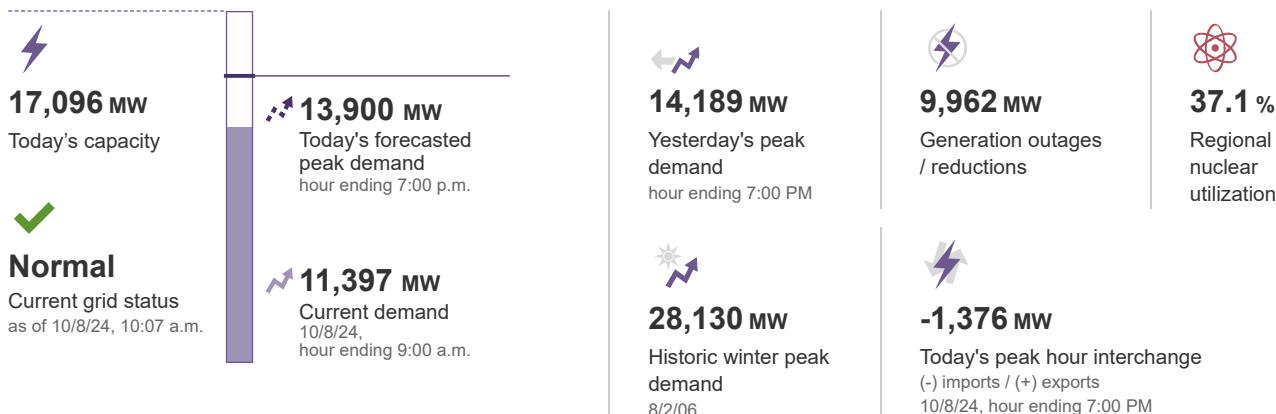 17,096 MW
Today's capacity
Normal
Current grid status
as of 10/8/24, 10:07 a.m.
13,900 MW
Today's forecasted
peak demand
hour ending 7:00 p.m.
11,397 MW
Current demand
10/8/24,
hour ending 9:00 a.m.
14,189 MW
Yesterday's peak
demand
hour ending 7:00 PM
9,962 MW
Generation outages
/ reductions
37.1 %
Regional
nuclear
utilization
28,130 MW
Historic winter peak
demand
8/2/06
-1,376 MW
Today's peak hour interchange
(-) imports / (+) exports
10/8/24, hour ending 7:00 PM